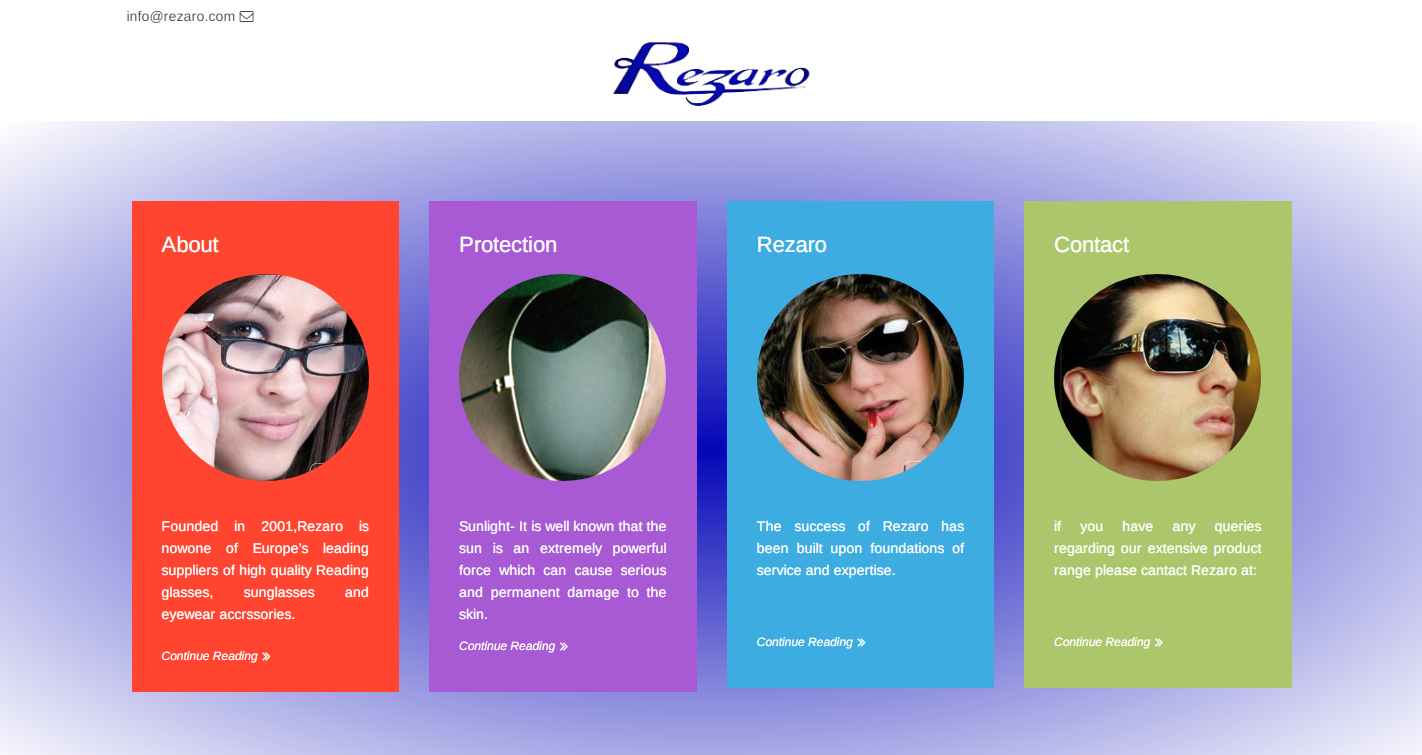 info@rezaro.com
Rezaro
About
Founded in 2001,Rezaro is
nowone of Europe's leading
suppliers of high quality Reading
glasses, sunglasses and
eyewear accrssories.
Continue Reading »
Protection
Sunlight- It is well known that the
sun is an extremely powerful
force which can cause serious
and permanent damage to the
skin.
Continue Reading »
Rezaro
The success of Rezaro has
been built upon foundations of
service and expertise.
Continue Reading »
Contact
if you have any queries
regarding our extensive product
range please cantact Rezaro at:
Continue Reading »